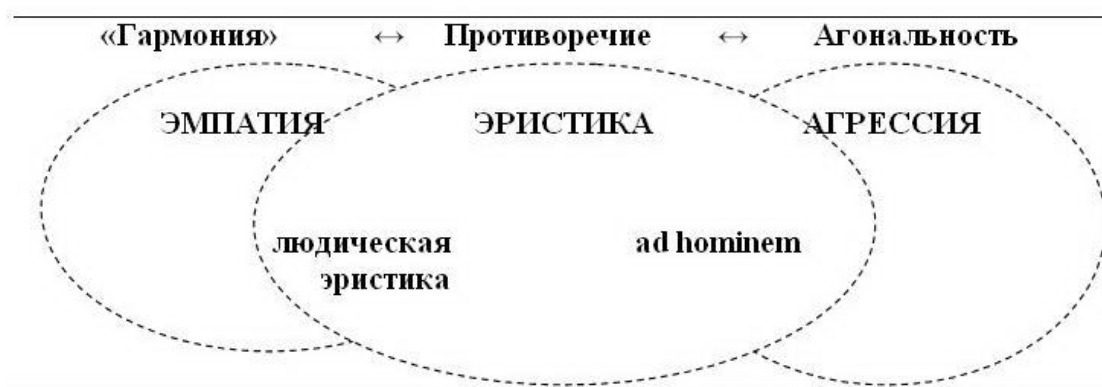 «Гармония» ↔ Противоречие ↔ Агональность
ЭМПАТИЯ ЭРИСТИКА АГРЕССИЯ
людическая ad hominem
эристика